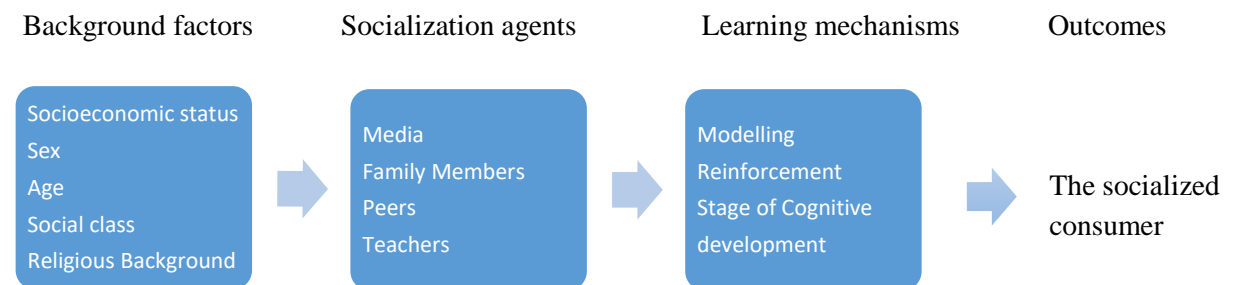 Background factors
Socialization agents
Learning mechanisms
Outcomes
Socioeconomic status
Sex
Age
Social class
Religious Background
Media
Family Members
Peers
Teachers
Modelling
Reinforcement
Stage of Cognitive
development
The socialized
consumer